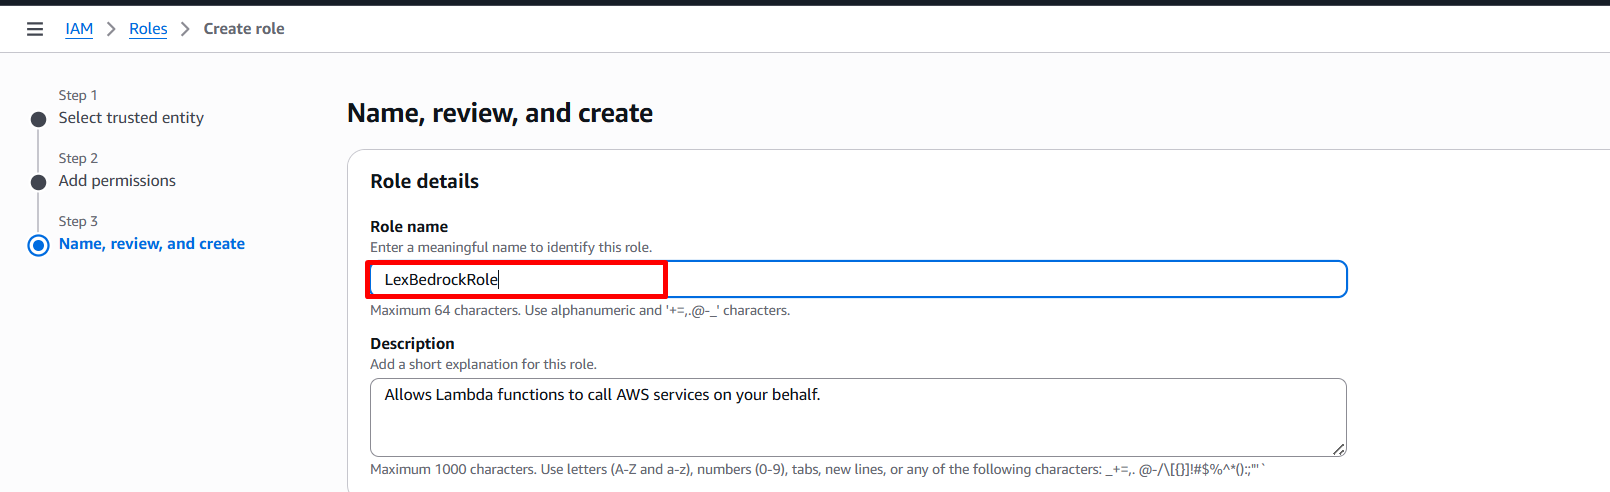 IAM > Roles > Create role
Step 1
Select trusted entity
Step 2
Add permissions
Step 3
Name, review, and create
Name, review, and create
Role details
Role name
Enter a meaningful name to identify this role.
LexBedrockRole
Maximum 64 characters. Use alphanumeric and '+=,.@-_' characters.
Description
Add a short explanation for this role.
Allows Lambda functions to call AWS services on your behalf.
Maximum 1000 characters. Use letters (A-Z and a-z), numbers (0-9), tabs, new lines, or any of the following characters: _+=,. @-/\[{}]!#$%^*();:"'`